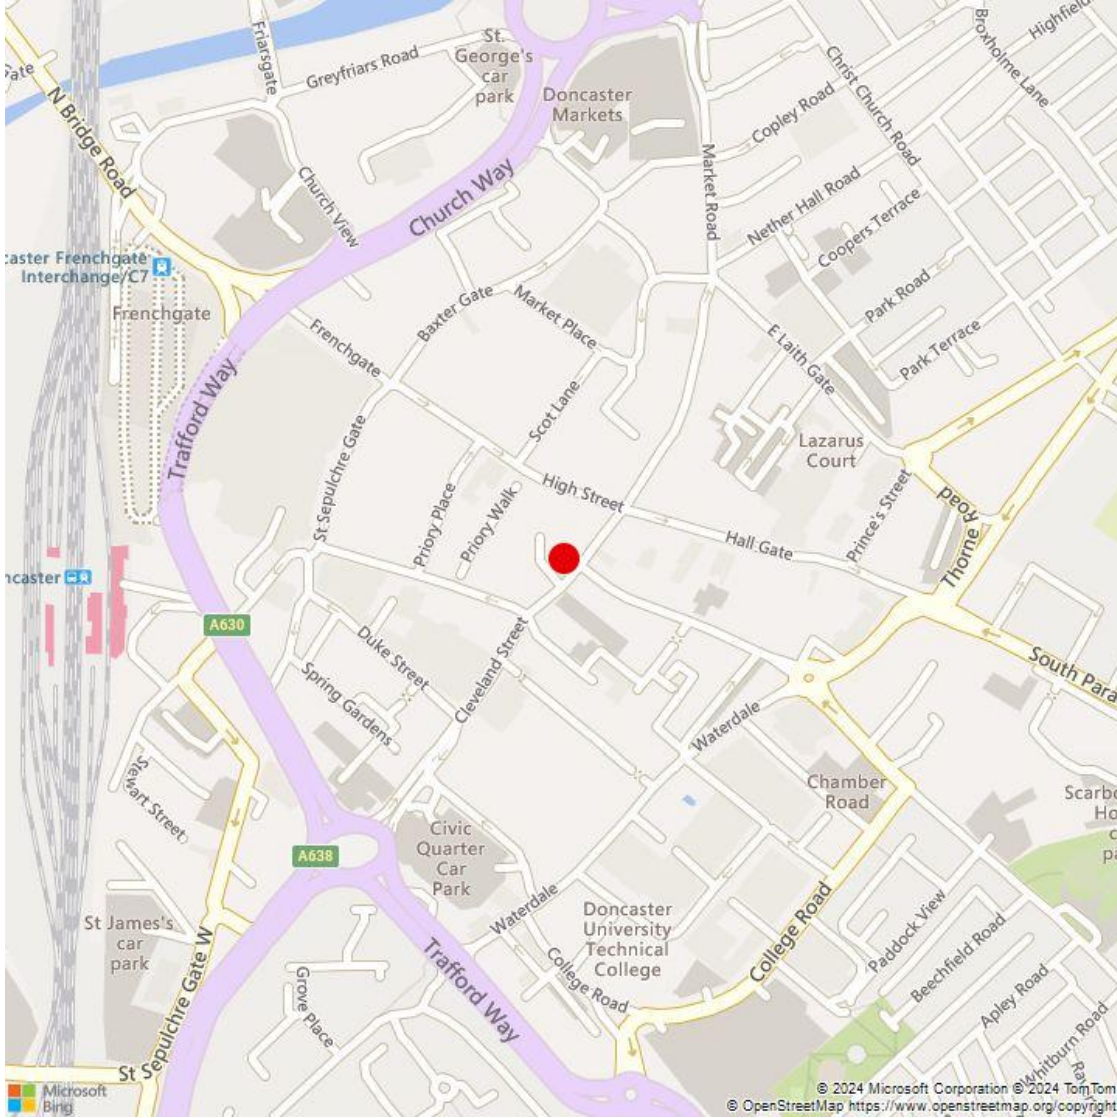 Friarsgate
Greyfriars Road
St.
George's
car
park
Doncaster
Markets
Broxholme Lane
Highfield
Christ Church Road
Copley Road
Gate
N Bridge Road
Church View
Church Way
Market Road
Nether Hall Road
Coopers Terrace
caster Frenchgate
Interchange/C7
Frenchgate
Park Road
Park Terrace
Baxter Gate
Market Place
Frenchgate
E Laith Gate
Trafford Way
Scot Lane
St Sepulchre Gate
Lazarus
Court
High Street
Priory Place
Priory Walk
Hall Gate
Prince's Street
Thorne Road
ncaster
A630
Duke Street
Cleveland Street
Spring Gardens
South Para
Waterdale
Stewart Street
Chamber
Road
Scarbo
Ho
c
pa
Civic
Quarter
Car
Park
A638
Waterdale
Doncaster
University
Technical
College
St James's
car
park
Paddock View
Beechfield Road
College Road
College Road
Trafford Way
Apley Road
Grove Place
St Sepulchre Gate W
Whitburn Road
Ra
Microsoft
Bing
© 2024 Microsoft Corporation © 2024 TomTom
© OpenStreetMap https://www.openstreetmap.org/copyright